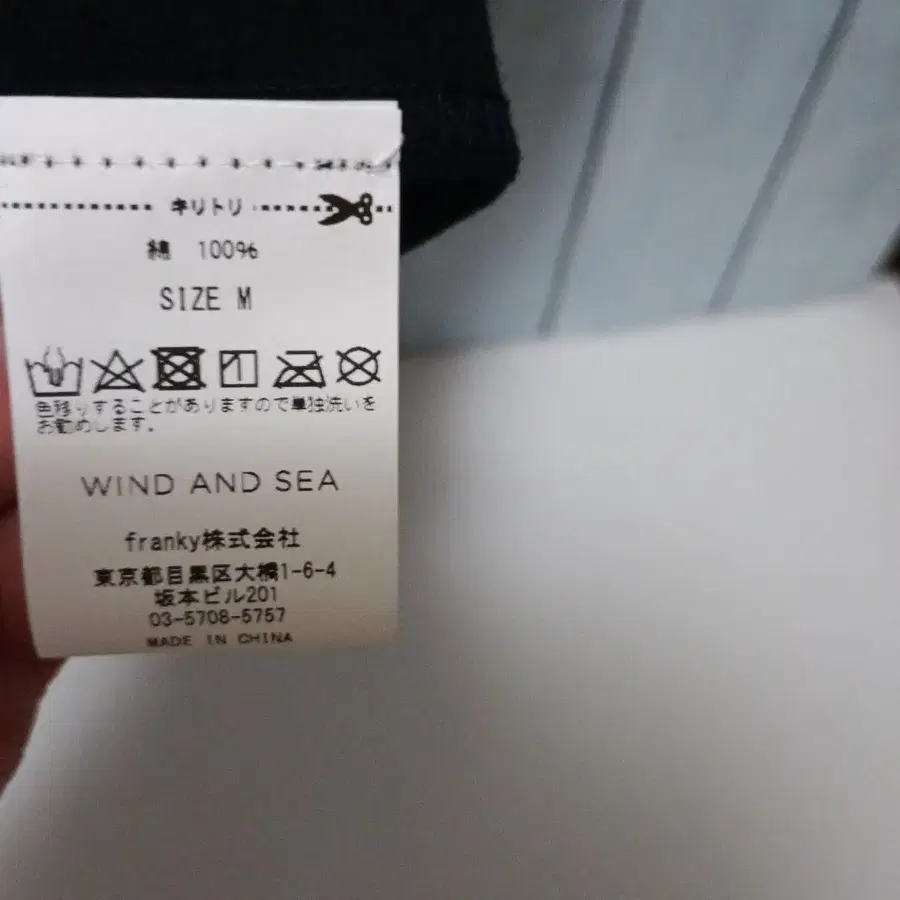 キリトリ
綿 100%
SIZE M
色移りすることがありますので単独洗いを
お勧めします。
WIND AND SEA
franky株式会社
東京都目黒区大橋1-6-4
坂本ビル201
03-5708-5757
MADE IN CHINA